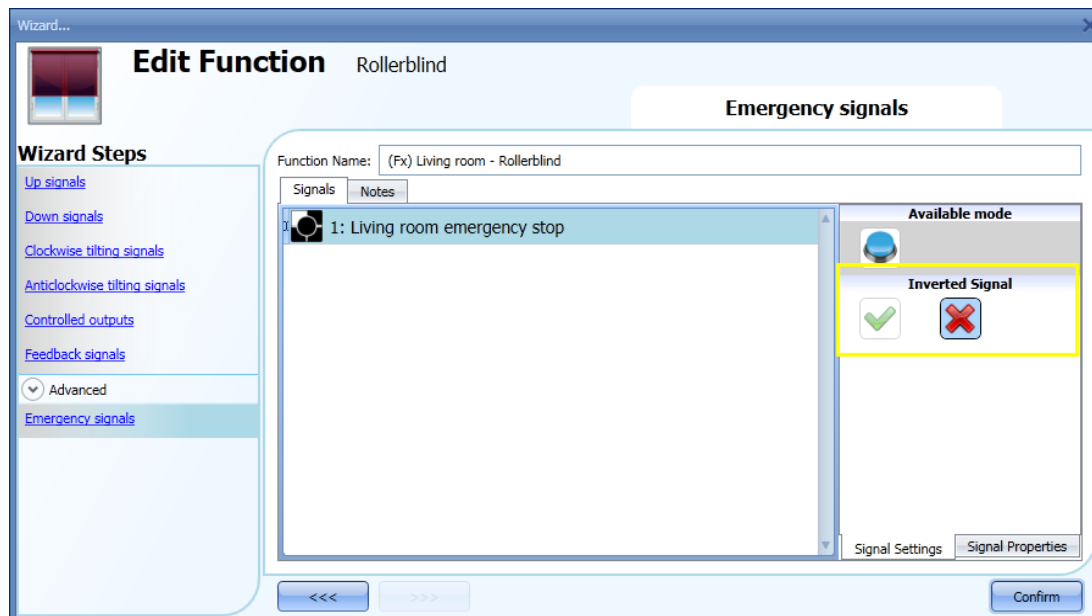 Wizard...
Edit Function Rollerblind
Emergency signals
Wizard Steps
Up signals
Down signals
Clockwise tilting signals
Anticlockwise tilting signals
Controlled outputs
Feedback signals
Advanced
Emergency signals
Function Name: (Fx) Living room - Rollerblind
Signals Notes
1: Living room emergency stop
Available mode
Inverted Signal
Signal Settings Signal Properties
<<< >>> Confirm